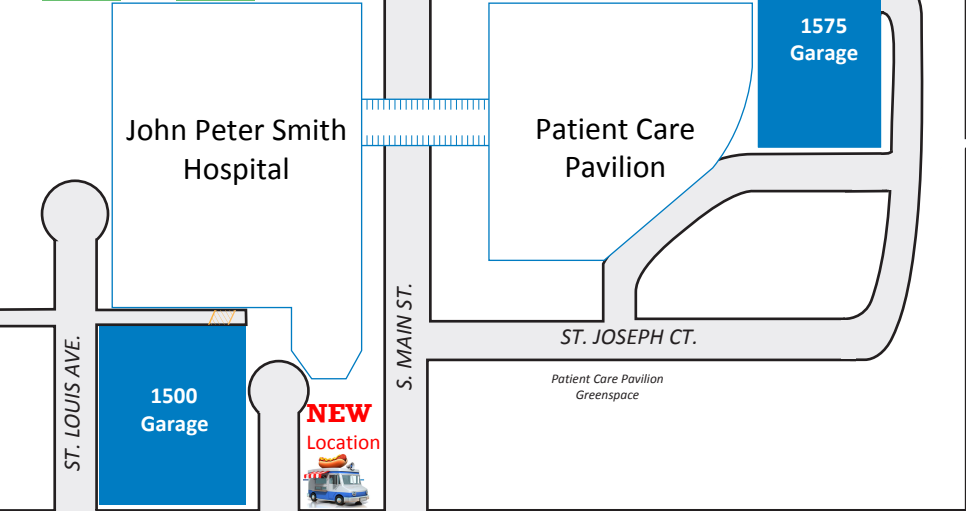 1575
Garage
John Peter Smith
Hospital
Patient Care
Pavilion
S. MAIN ST.
ST. JOSEPH CT.
ST. LOUIS AVE.
Patient Care Pavilion
Greenspace
1500
Garage
NEW
Location